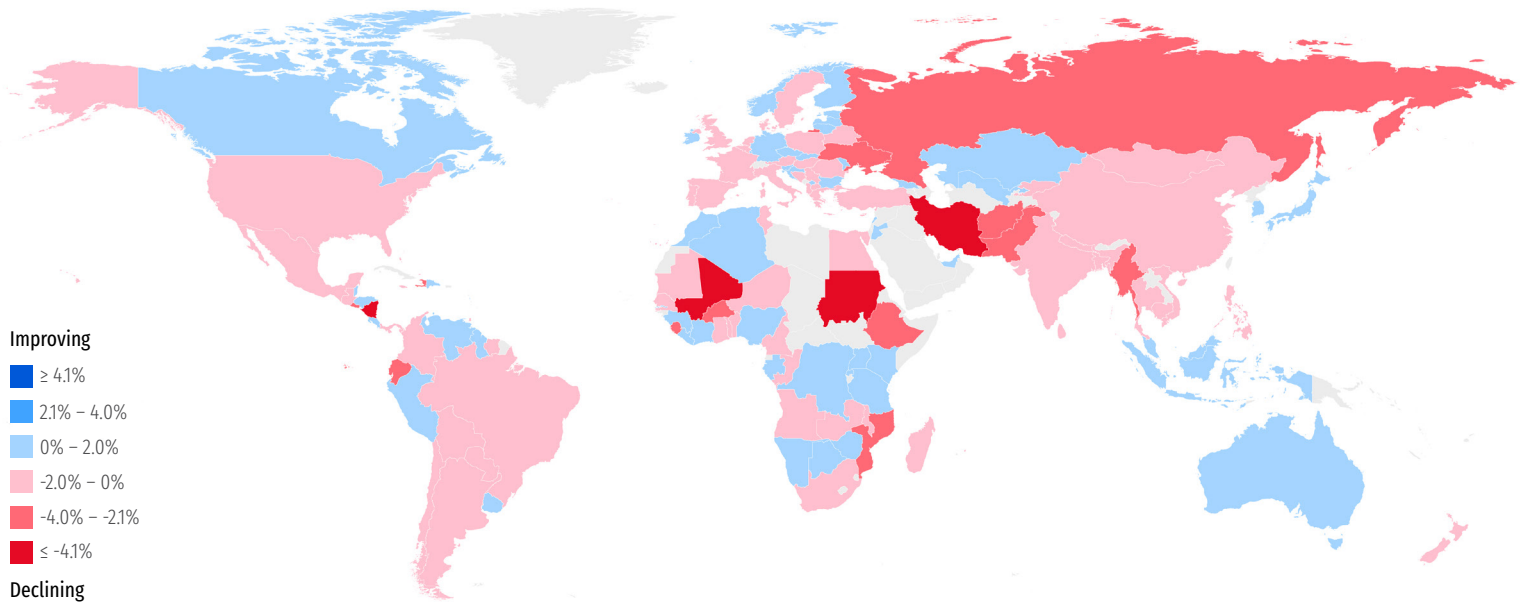 Improving
≥ 4.1%
2.1% – 4.0%
0% – 2.0%
-2.0% – 0%
-4.0% – -2.1%
≤ -4.1%
Declining